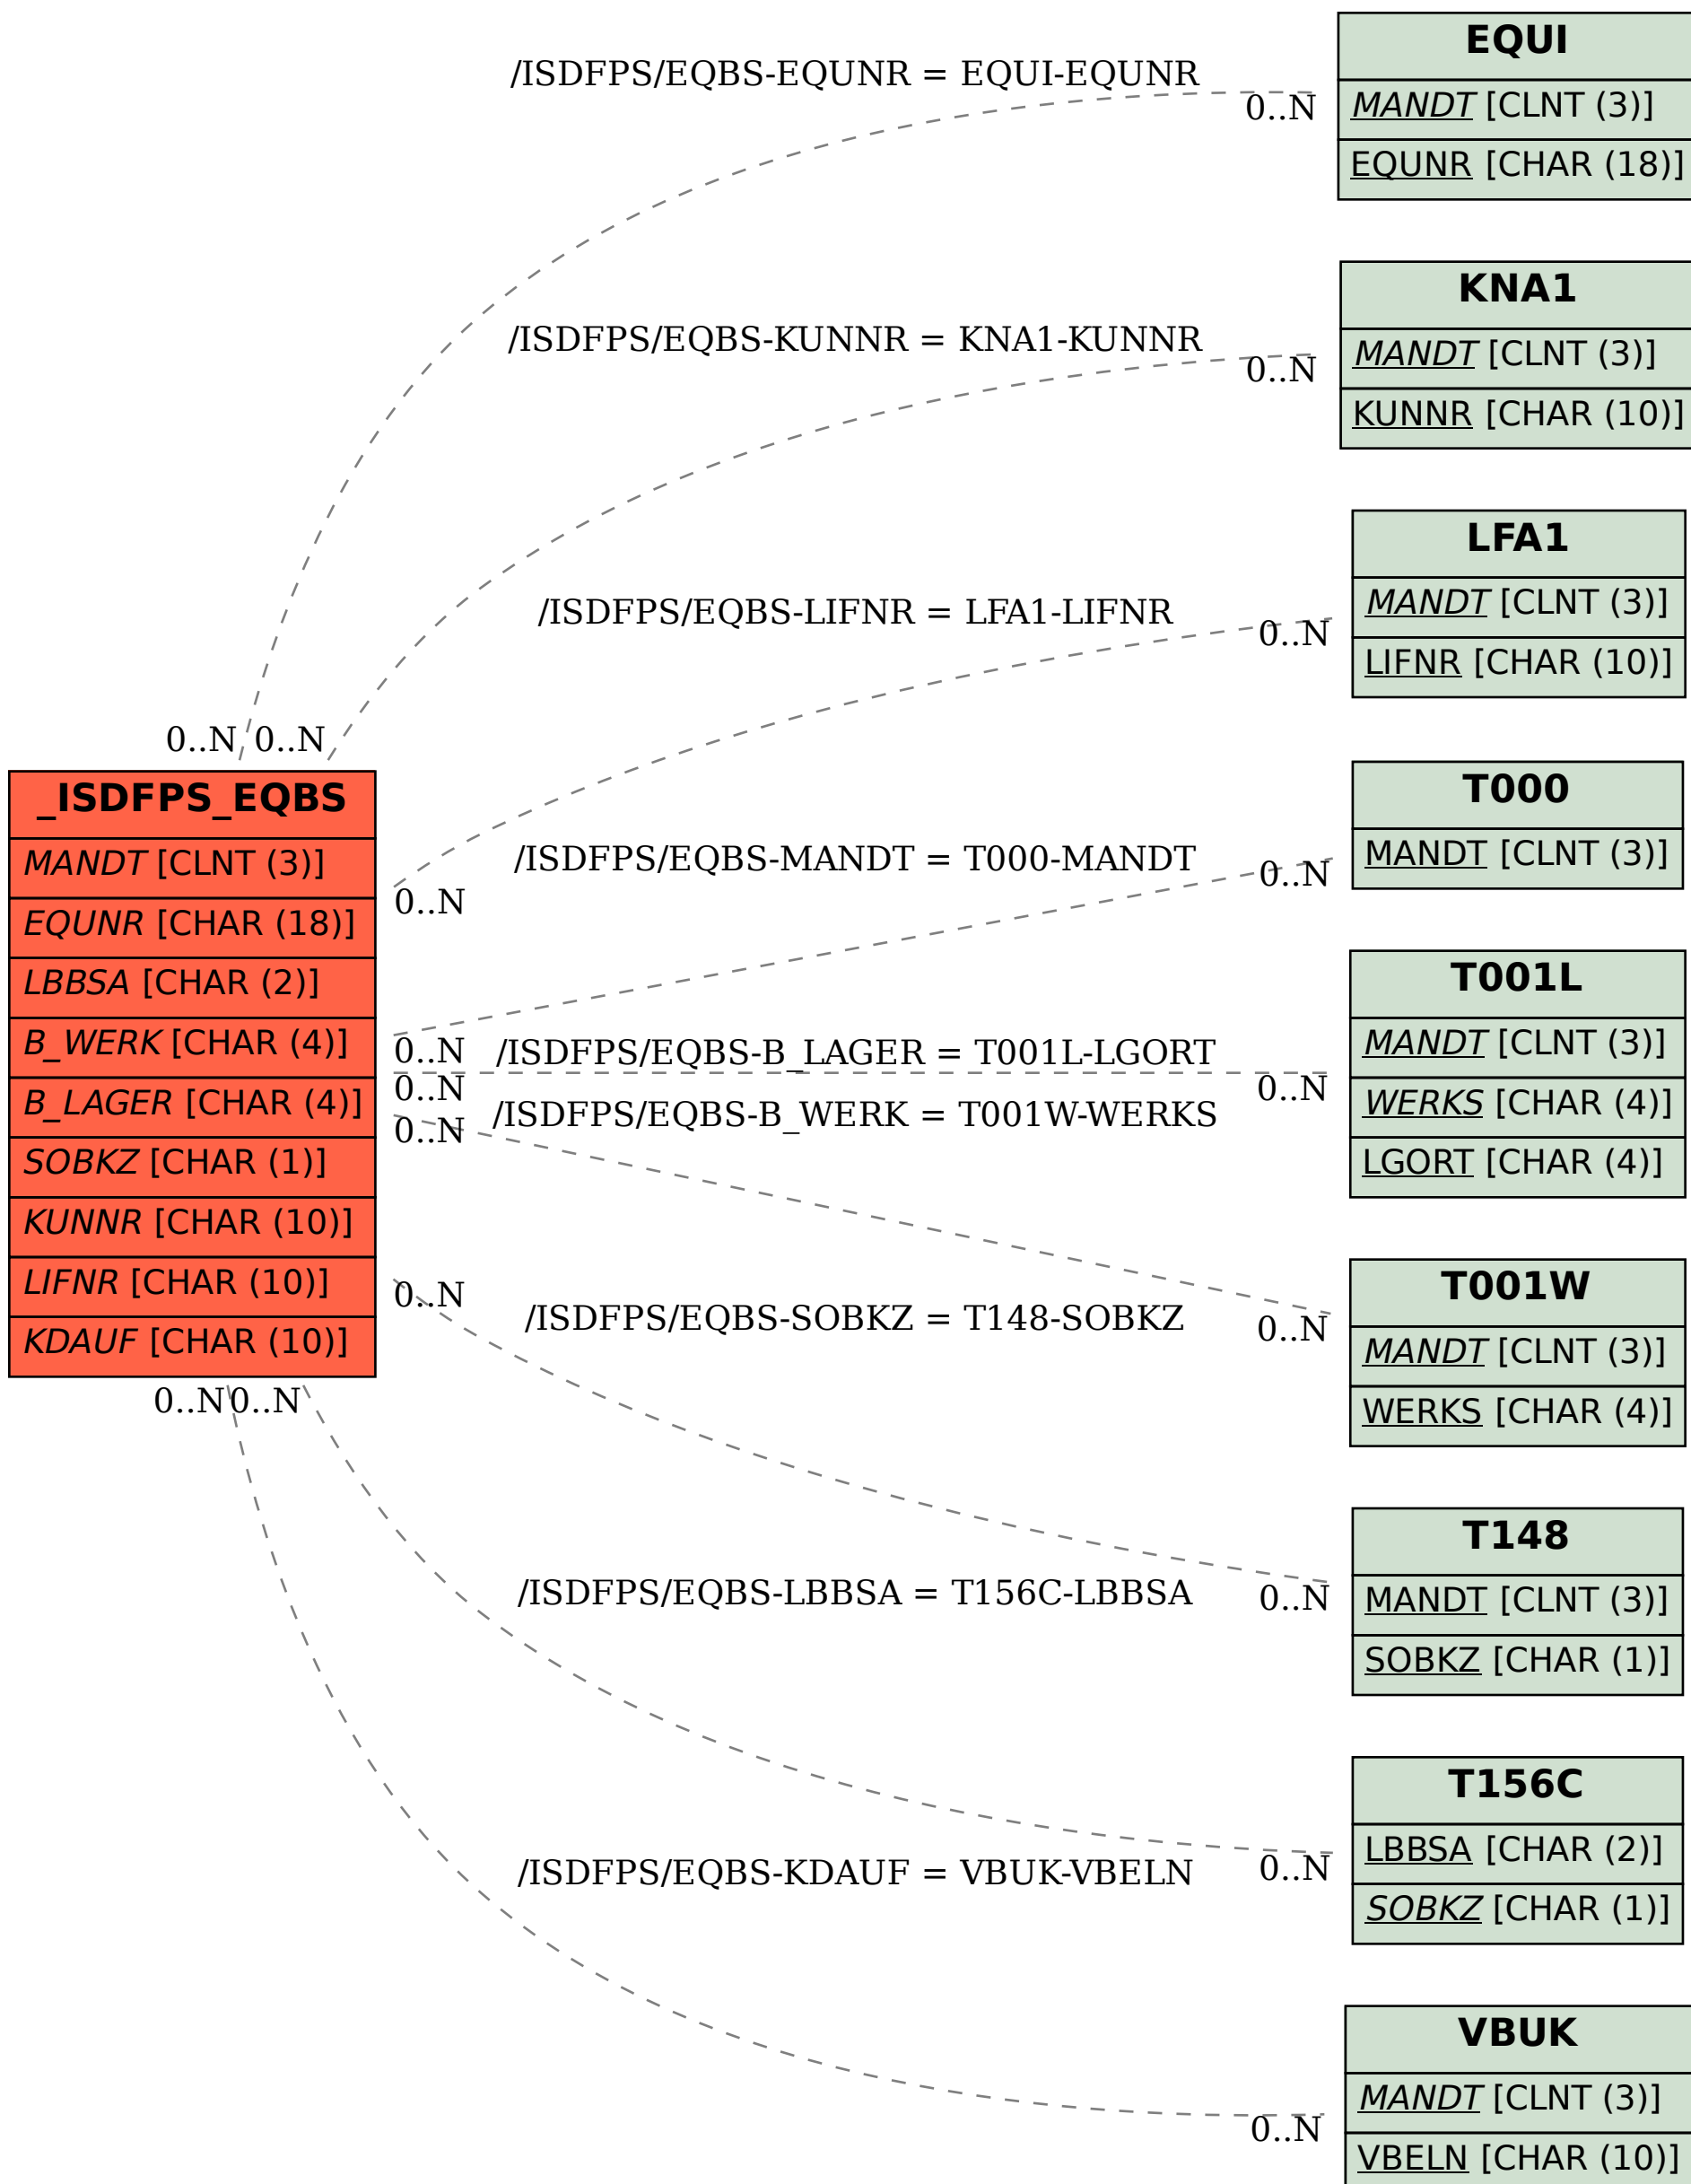 EQUI
MANDT [CLNT (3)]
EQUNR [CHAR (18)]
/ISDFPS/EQBS-EQUNR = EQUI-EQUNR
0..N
KNA1
MANDT [CLNT (3)]
KUNNR [CHAR (10)]
/ISDFPS/EQBS-KUNNR = KNA1-KUNNR
0..N
LFA1
MANDT [CLNT (3)]
LIFNR [CHAR (10)]
/ISDFPS/EQBS-LIFNR = LFA1-LIFNR
0..N
0..N 0..N
_ISDFPS_EQBS
MANDT [CLNT (3)]
EQUNR [CHAR (18)]
LBBSA [CHAR (2)]
B_WERK [CHAR (4)]
B_LAGER [CHAR (4)]
SOBKZ [CHAR (1)]
KUNNR [CHAR (10)]
LIFNR [CHAR (10)]
KDAUF [CHAR (10)]
0..N
0..N
0..N
0..N
0..N
0..N 0..N
T000
MANDT [CLNT (3)]
/ISDFPS/EQBS-MANDT = T000-MANDT
0..N
T001L
MANDT [CLNT (3)]
WERKS [CHAR (4)]
LGORT [CHAR (4)]
/ISDFPS/EQBS-B_LAGER = T001L-LGORT
0..N
/ISDFPS/EQBS-B_WERK = T001W-WERKS
T001W
MANDT [CLNT (3)]
WERKS [CHAR (4)]
0..N
/ISDFPS/EQBS-SOBKZ = T148-SOBKZ
T148
MANDT [CLNT (3)]
SOBKZ [CHAR (1)]
0..N
/ISDFPS/EQBS-LBBSA = T156C-LBBSA
T156C
LBBSA [CHAR (2)]
SOBKZ [CHAR (1)]
0..N
/ISDFPS/EQBS-KDAUF = VBUK-VBELN
VBUK
MANDT [CLNT (3)]
VBELN [CHAR (10)]
0..N